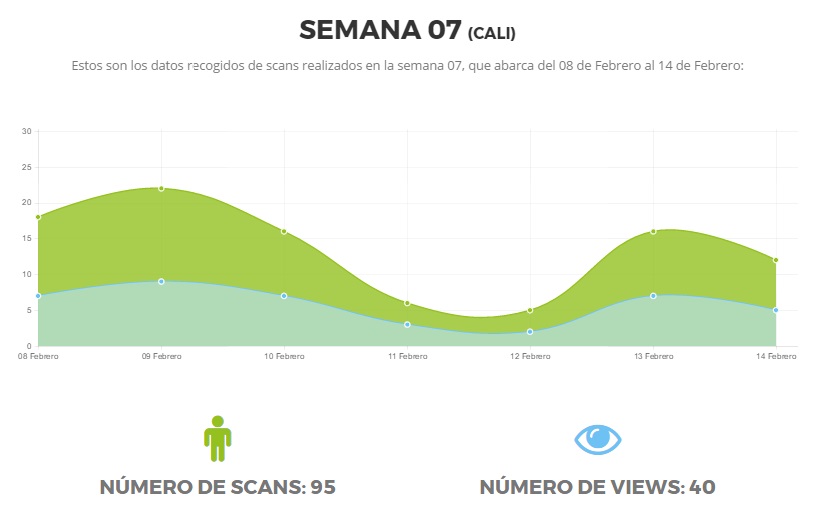 SEMANA 07 (CALI)
Estos son los datos recogidos de scans realizados en la semana 07, que abarca del 08 de Febrero al 14 de Febrero:
30
25
20
15
10
5
0
08 Febrero 09 Febrero 10 Febrero 11 Febrero 12 Febrero 13 Febrero 14 Febrero
NÚMERO DE SCANS: 95 NÚMERO DE VIEWS: 40